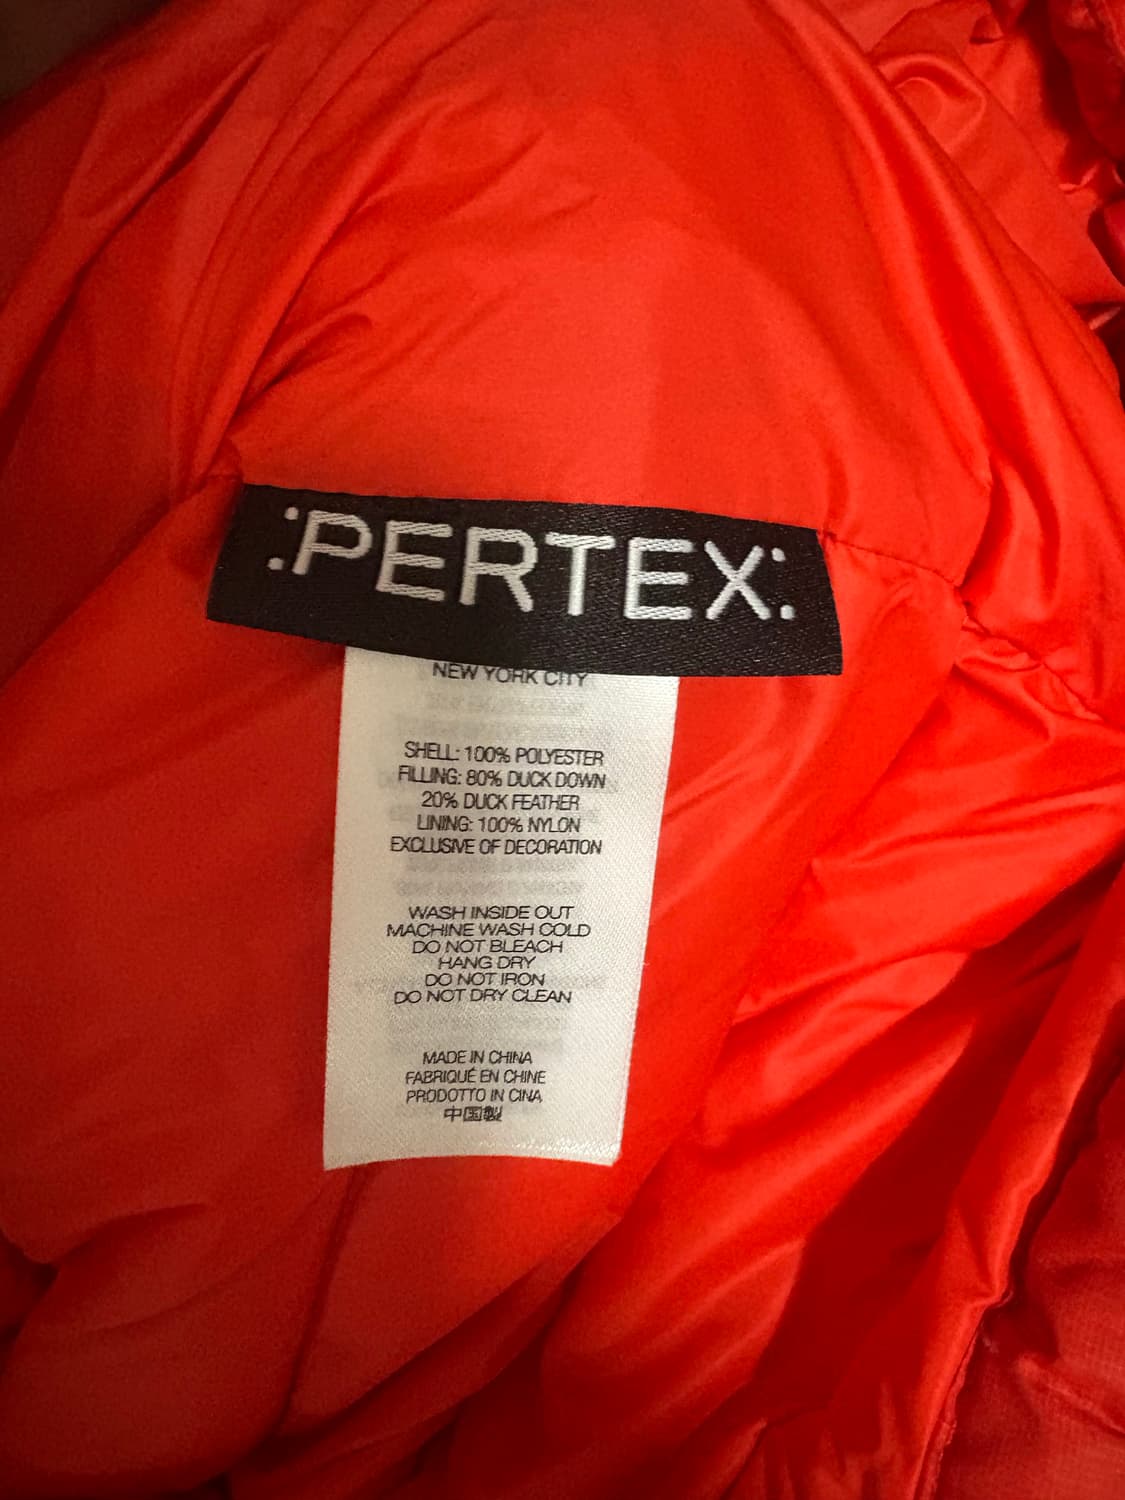 :PERTEX:
NEW YORK CITY
SHELL: 100% POLYESTER
FILLING: 80% DUCK DOWN
20% DUCK FEATHER
LINING: 100% NYLON
EXCLUSIVE OF DECORATION
WASH INSIDE OUT
MACHINE WASH COLD
DO NOT BLEACH
HANG DRY
DO NOT IRON
DO NOT DRY CLEAN
MADE IN CHINA
FABRIQUÉ EN CHINE
PRODOTTO IN CINA
中国製